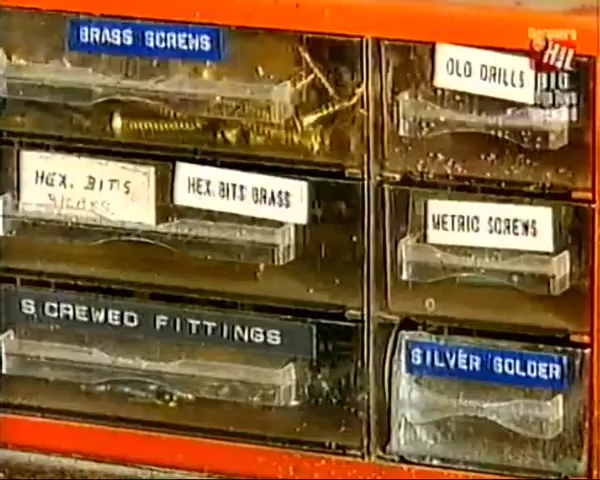 BRASS SCREWS
OLD DRILLS
HEX. BITS
HEX. BITS BRASS
METRIC SCREWS
SCREWED FITTINGS
SILVER SOLDER